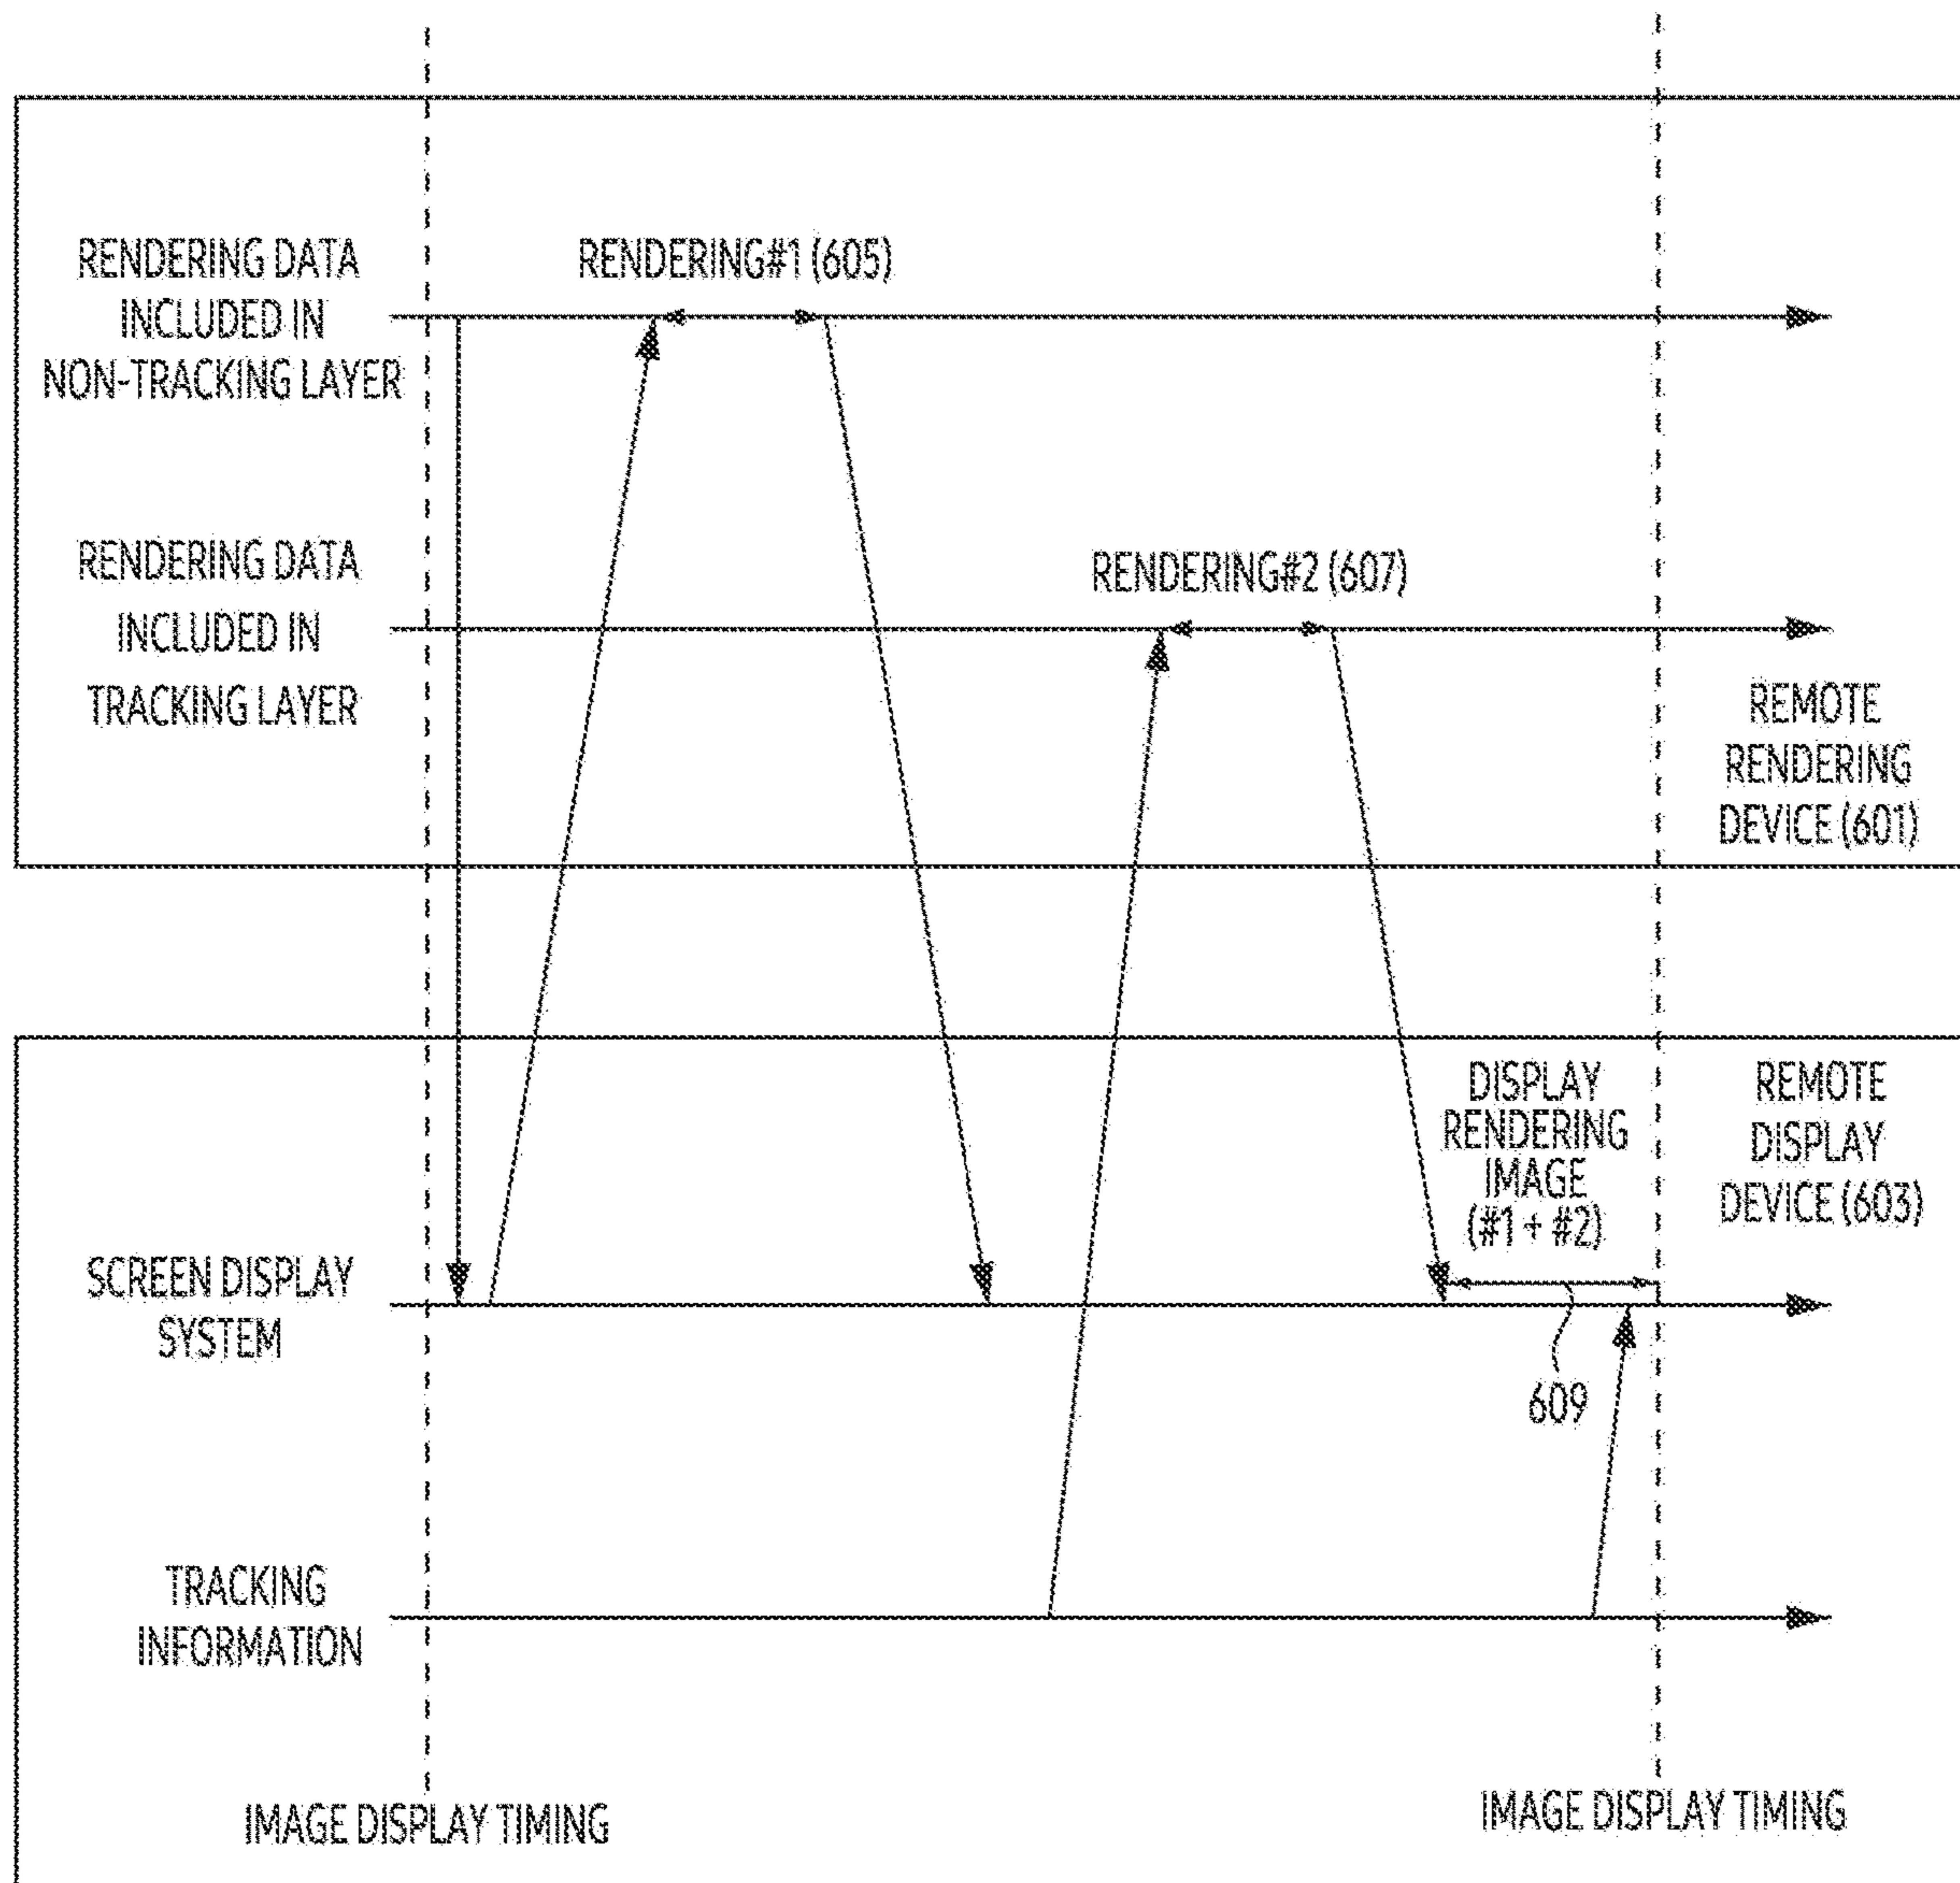 RENDERING DATA
INCLUDED IN
NON-TRACKING LAYER
RENDERING#1 (605)
RENDERING DATA
INCLUDED IN
TRACKING LAYER
RENDERING#2 (607)
REMOTE
RENDERING
DEVICE (601)
DISPLAY
RENDERING
IMAGE
(#1 + #2)
REMOTE
DISPLAY
DEVICE (603)
SCREEN DISPLAY
SYSTEM
609
TRACKING
INFORMATION
IMAGE DISPLAY TIMING
IMAGE DISPLAY TIMING